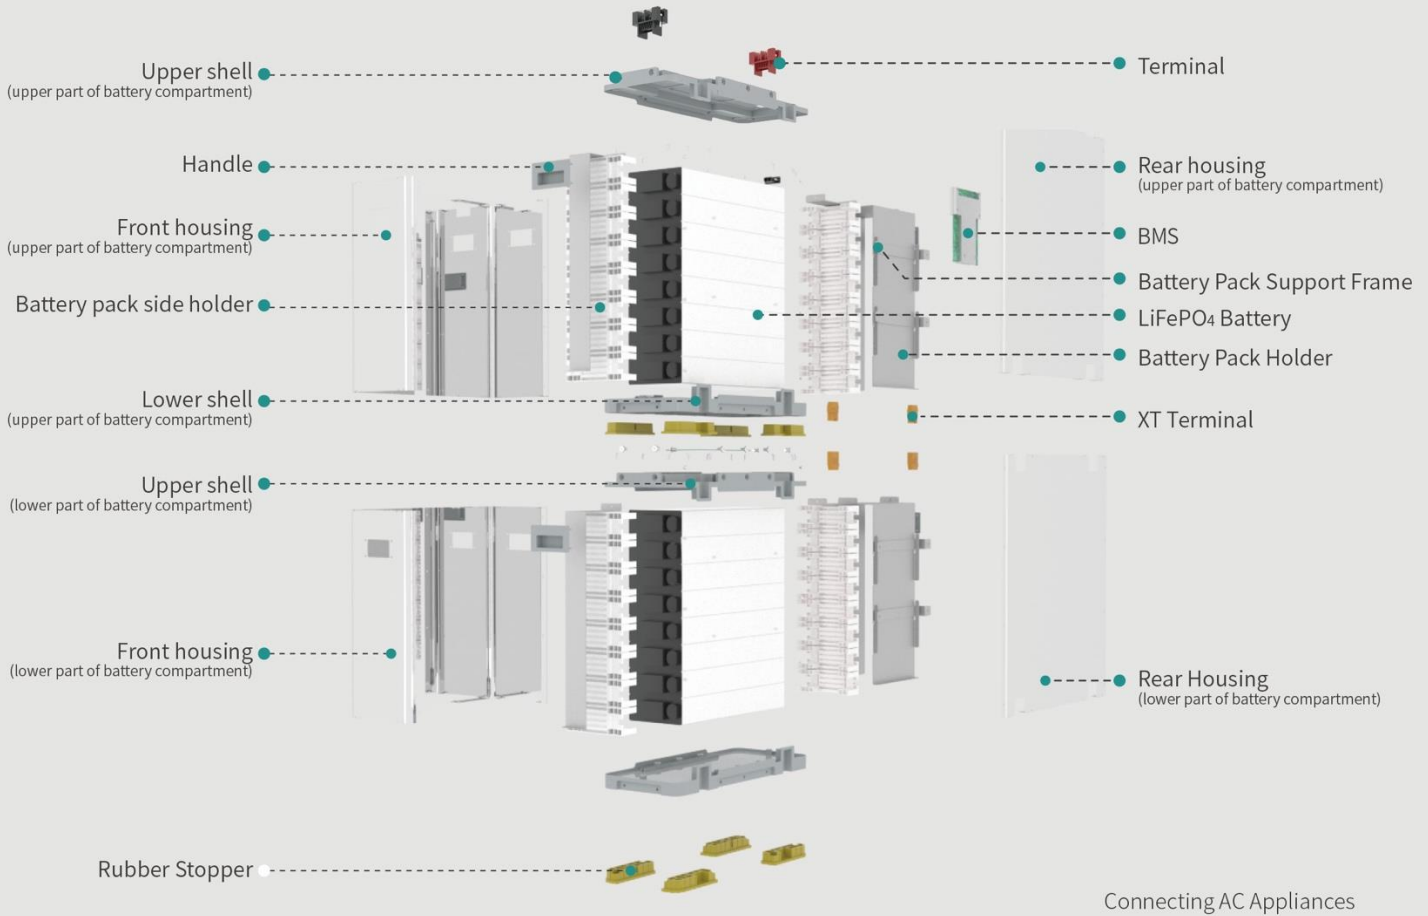 Upper shell
(upper part of battery compartment)
Handle
Front housing
(upper part of battery compartment)
Battery pack side holder
Lower shell
(upper part of battery compartment)
Upper shell
(lower part of battery compartment)
Front housing
(lower part of battery compartment)
Rubber Stopper
Terminal
Rear housing
(upper part of battery compartment)
BMS
Battery Pack Support Frame
LiFePO₄ Battery
Battery Pack Holder
XT Terminal
Rear Housing
(lower part of battery compartment)
Connecting AC Appliances